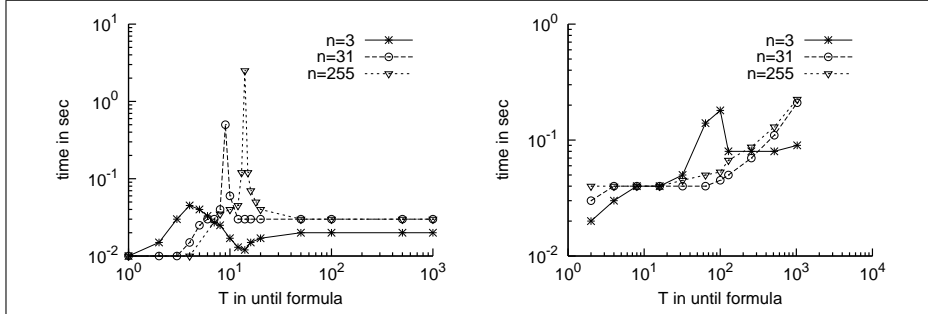 10^1
10^0
10^-1
10^-2
time in sec
n=3
n=31
n=255
10^0
10^1
10^2
10^3
T in until formula
10^0
10^-1
10^-2
time in sec
n=3
n=31
n=255
10^0
10^1
10^2
10^3
10^4
T in until formula